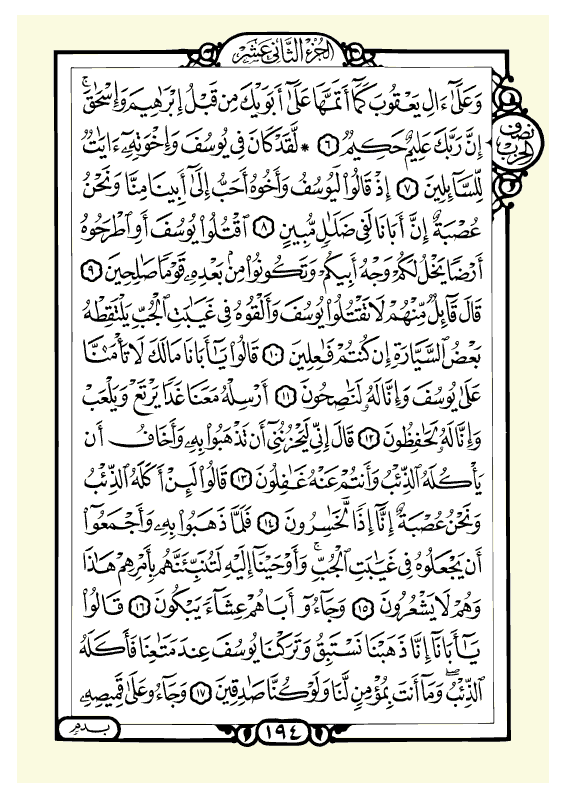 الجزء الثاني عشر
وَعَلَىٰٓ ءَالِ يَعۡقُوبَ كَمَآ أَتَمَّهَا عَلَىٰٓ أَبَوَيۡكَ مِن قَبۡلُ إِبۡرَٰهِيمَ وَإِسۡحَٰقَۚ
إِنَّ رَبَّكَ عَلِيمٌ حَكِيمٞ ٦ * لَّقَدۡ كَانَ فِي يُوسُفَ وَإِخۡوَتِهِۦٓ ءَايَٰتٞ
نصف الحزب
لِّلسَّآئِلِينَ ٧ إِذۡ قَالُواْ لَيُوسُفُ وَأَخُوهُ أَحَبُّ إِلَىٰٓ أَبِينَا مِنَّا وَنَحۡنُ
عُصۡبَةٌ إِنَّ أَبَانَا لَفِي ضَلَٰلٖ مُّبِينٍ ٨ ٱقۡتُلُواْ يُوسُفَ أَوِ ٱطۡرَحُوهُ
أَرۡضٗا يَخۡلُ لَكُمۡ وَجۡهُ أَبِيكُمۡ وَتَكُونُواْ مِنۢ بَعۡدِهِۦ قَوۡمٗا صَٰلِحِينَ ٩
قَالَ قَآئِلٞ مِّنۡهُمۡ لَا تَقۡتُلُواْ يُوسُفَ وَأَلۡقُوهُ فِي غَيَٰبَتِ ٱلۡجُبِّ يَلۡتَقِطۡهُ
بَعۡضُ ٱلسَّيَّارَةِ إِن كُنتُمۡ فَٰعِلِينَ ١٠ قَالُواْ يَٰٓأَبَانَا مَالَكَ لَا تَأۡمَ۬نَّا
عَلَىٰ يُوسُفَ وَإِنَّا لَهُۥ لَنَٰصِحُونَ ١١ أَرۡسِلۡهُ مَعَنَا غَدٗا يَرۡتَعۡ وَيَلۡعَبۡ
وَإِنَّا لَهُۥ لَحَٰفِظُونَ ١٢ قَالَ إِنِّي لَيَحۡزُنُنِيٓ أَن تَذۡهَبُواْ بِهِۦ وَأَخَافُ أَن
يَأۡكُلَهُ ٱلذِّئۡبُ وَأَنتُمۡ عَنۡهُ غَٰفِلُونَ ١٣ قَالُواْ لَئِنۡ أَكَلَهُ ٱلذِّئۡبُ
وَنَحۡنُ عُصۡبَةٌ إِنَّآ إِذٗا لَّخَٰسِرُونَ ١٤ فَلَمَّا ذَهَبُواْ بِهِۦ وَأَجۡمَعُوٓاْ
أَن يَجۡعَلُوهُ فِي غَيَٰبَتِ ٱلۡجُبِّۚ وَأَوۡحَيۡنَآ إِلَيۡهِ لَتُنَبِّئَنَّهُم بِأَمۡرِهِمۡ هَٰذَا
وَهُمۡ لَا يَشۡعُرُونَ ١٥ وَجَآءُوٓ أَبَاهُمۡ عِشَآءٗ يَبۡكُونَ ١٦ قَالُواْ
يَٰٓأَبَانَآ إِنَّا ذَهَبۡنَا نَسۡتَبِقُ وَتَرَكۡنَا يُوسُفَ عِندَ مَتَٰعِنَا فَأَكَلَهُ
ٱلذِّئۡبُۖ وَمَآ أَنتَ بِمُؤۡمِنٖ لَّنَا وَلَوۡ كُنَّا صَٰدِقِينَ ١٧ وَجَآءُو عَلَىٰ قَمِيصِهِۦ
بدم
١٩٤